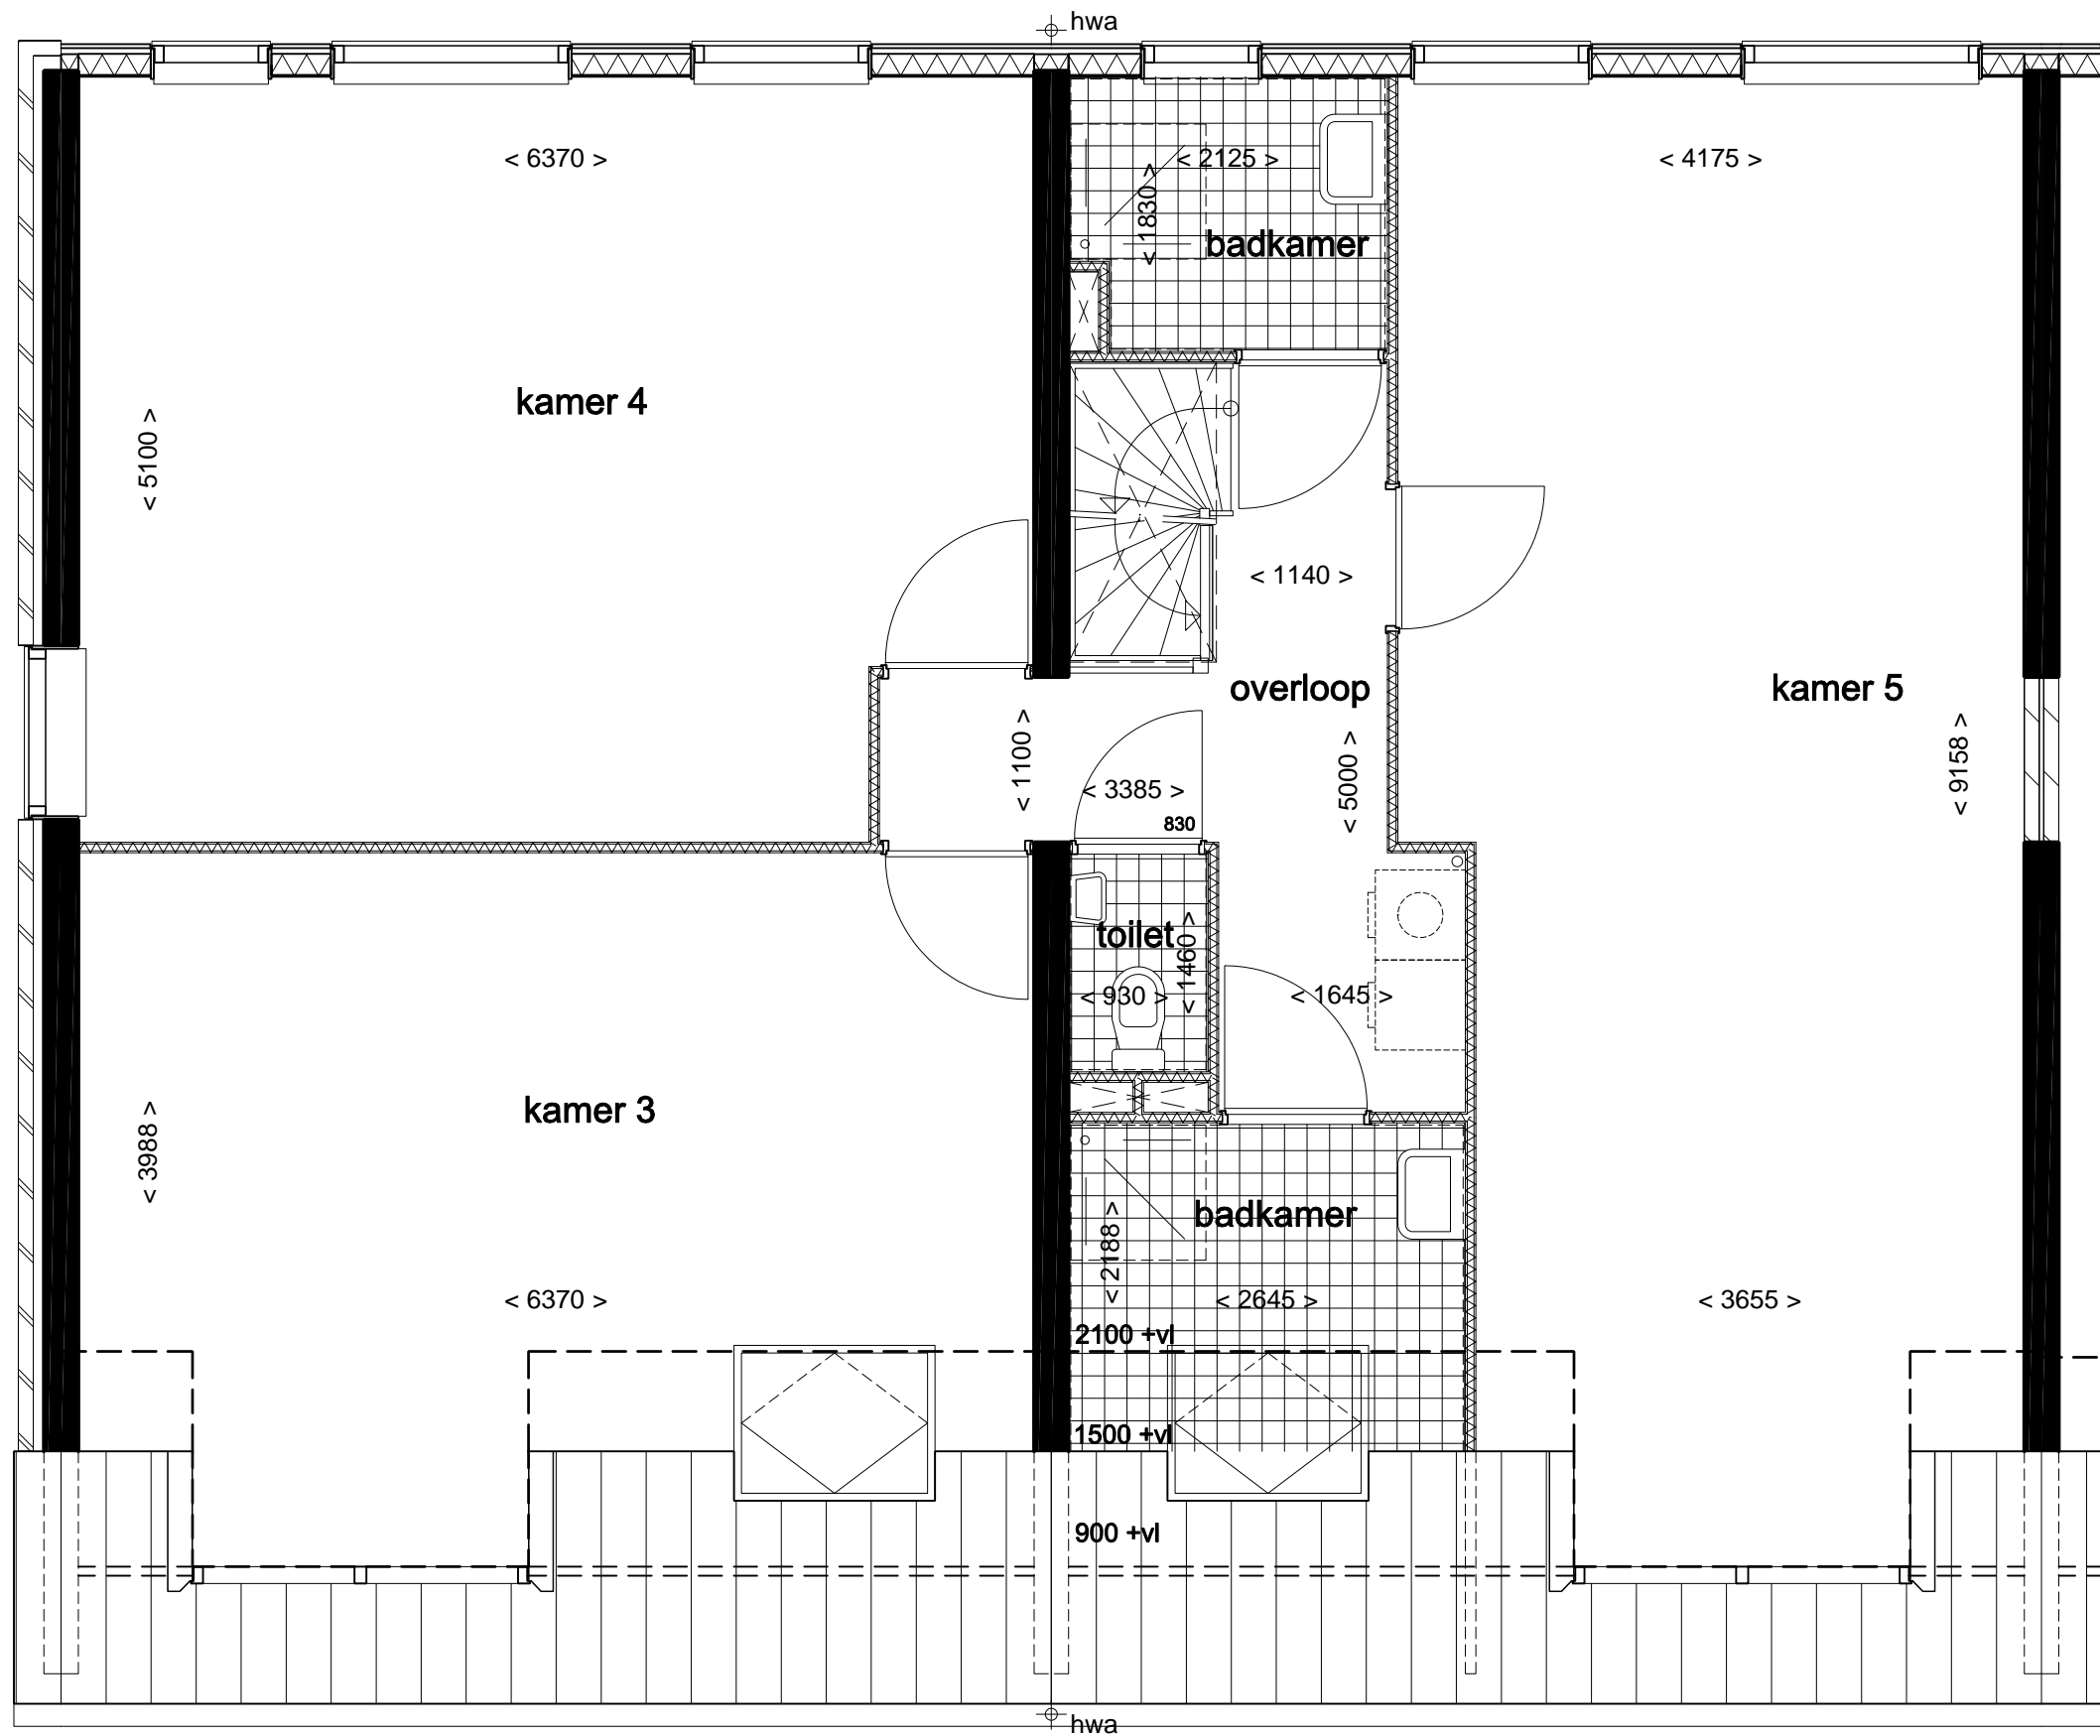 hwa
< 6370 >
< 2125 >
< 4175 >
< 1830 >
badkamer
kamer 4
< 5100 >
< 1140 >
overloop
kamer 5
< 1100 >
< 3385 >
830
< 5000 >
< 9158 >
toilet
< 1460 >
< 930 >
< 1645 >
kamer 3
< 3988 >
badkamer
< 2188 >
< 6370 >
< 2645 >
< 3655 >
2100 +vl
1500 +vl
900 +vl
hwa